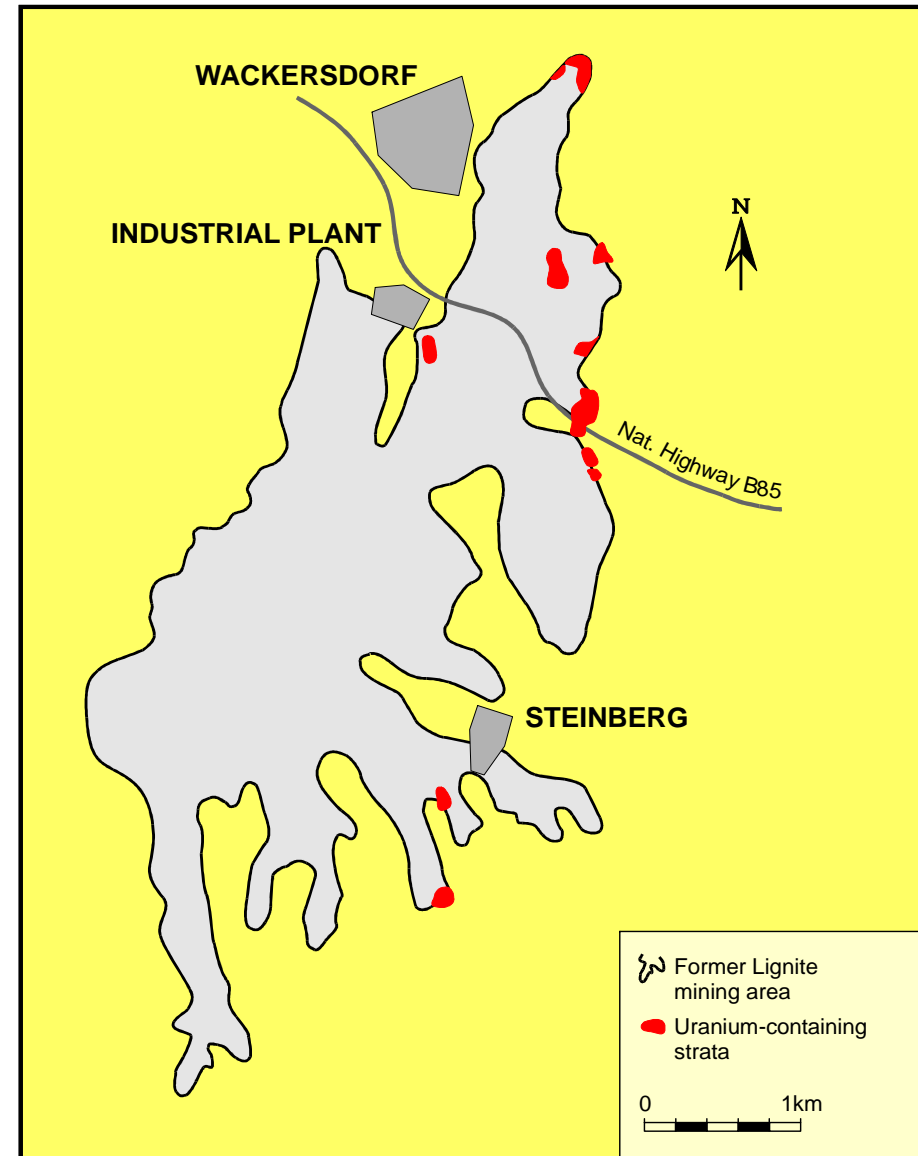 WACKERSDORF
N
INDUSTRIAL PLANT
Nat. Highway B85
STEINBERG
Former Lignite
mining area
Uranium-containing
strata
0 1km